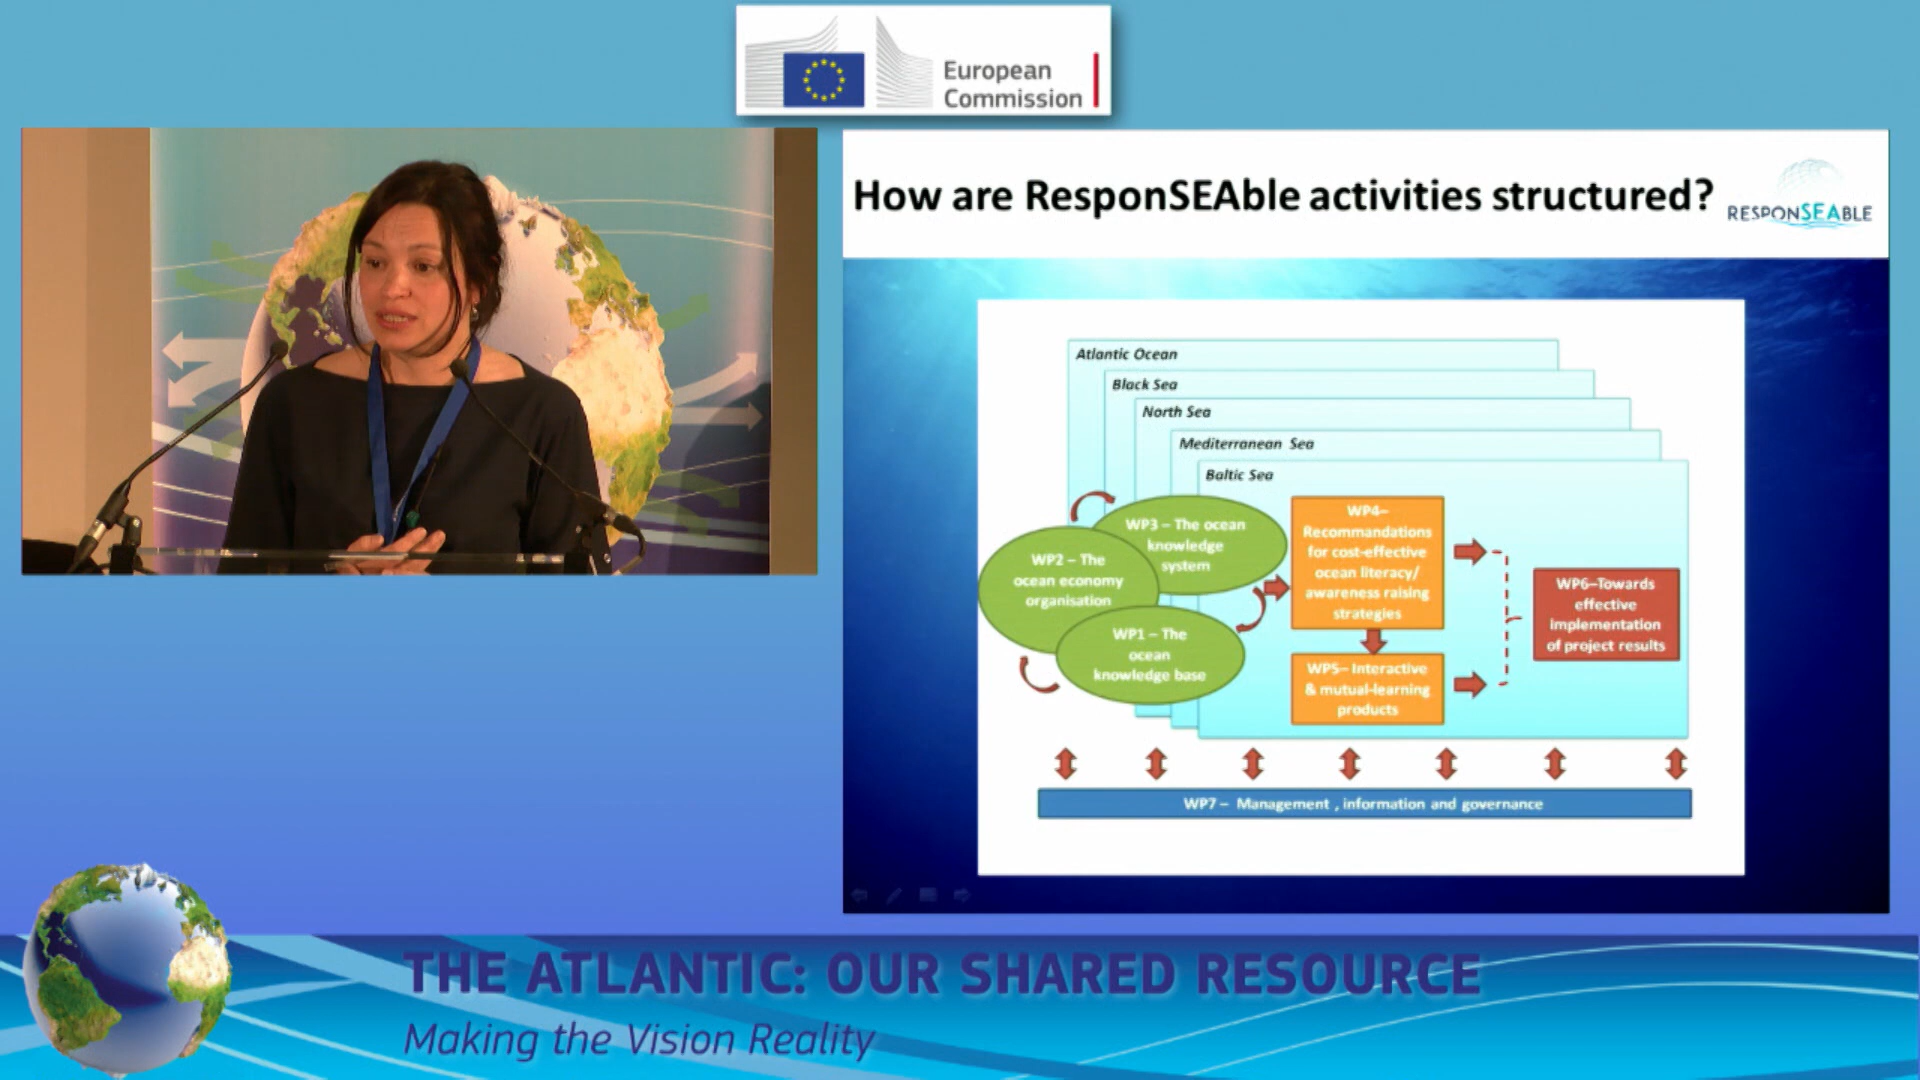 European
Commission
How are ResponSEAble activities structured?
RESPONSEABLE
Atlantic Ocean
Black Sea
North Sea
Mediterranean Sea
Baltic Sea
WP3 – The ocean
knowledge
system
WP2 – The
ocean economy
organisation
WP1 – The
ocean
knowledge base
WP4–
Recommandations
for cost-effective
ocean literacy/
awareness raising
strategies
WP5– Interactive
& mutual-learning
products
WP6–Towards
effective
implementation
of project results
WP7 – Management , information and governance
THE ATLANTIC: OUR SHARED RESOURCE
Making the Vision Reality